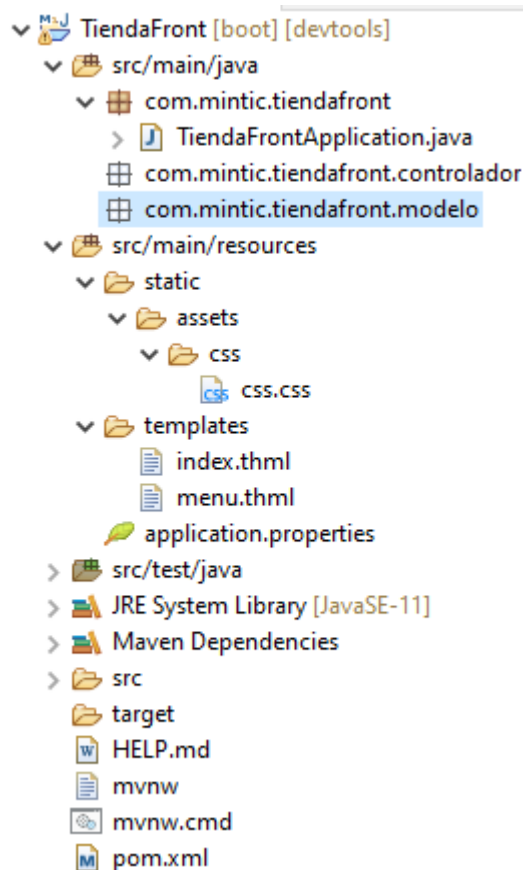 TiendaFront [boot] [devtools]
src/main/java
com.mintic.tiendafront
TiendaFrontApplication.java
com.mintic.tiendafront.controlador
com.mintic.tiendafront.modelo
src/main/resources
static
assets
css
css.css
templates
index.thml
menu.thml
application.properties
src/test/java
JRE System Library [JavaSE-11]
Maven Dependencies
src
target
HELP.md
mvnw
mvnw.cmd
pom.xml